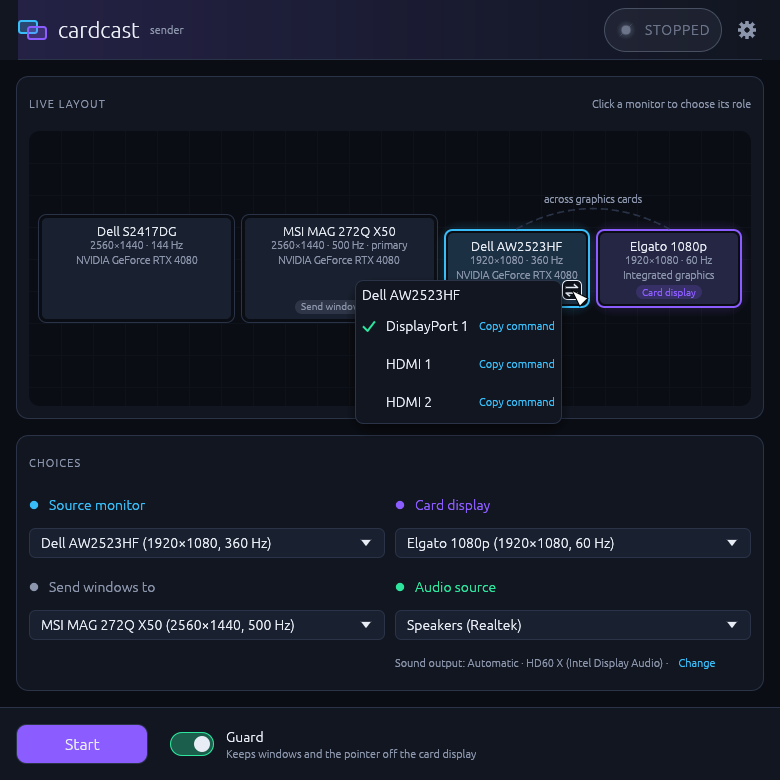 cardcast sender
STOPPED
LIVE LAYOUT
Click a monitor to choose its role
across graphics cards
Dell S2417DG
2560×1440 · 144 Hz
NVIDIA GeForce RTX 4080
MSI MAG 272Q X50
2560×1440 · 500 Hz · primary
NVIDIA GeForce RTX 4080
Send window
Dell AW2523HF
1920×1080 · 360 Hz
NVIDIA GeForce RTX 4080
Elgato 1080p
1920×1080 · 60 Hz
Integrated graphics
Card display
Dell AW2523HF
DisplayPort 1 Copy command
HDMI 1 Copy command
HDMI 2 Copy command
CHOICES
Source monitor
Dell AW2523HF (1920×1080, 360 Hz)
Card display
Elgato 1080p (1920×1080, 60 Hz)
Send windows to
MSI MAG 272Q X50 (2560×1440, 500 Hz)
Audio source
Speakers (Realtek)
Sound output: Automatic · HD60 X (Intel Display Audio) · Change
Start
Guard
Keeps windows and the pointer off the card display